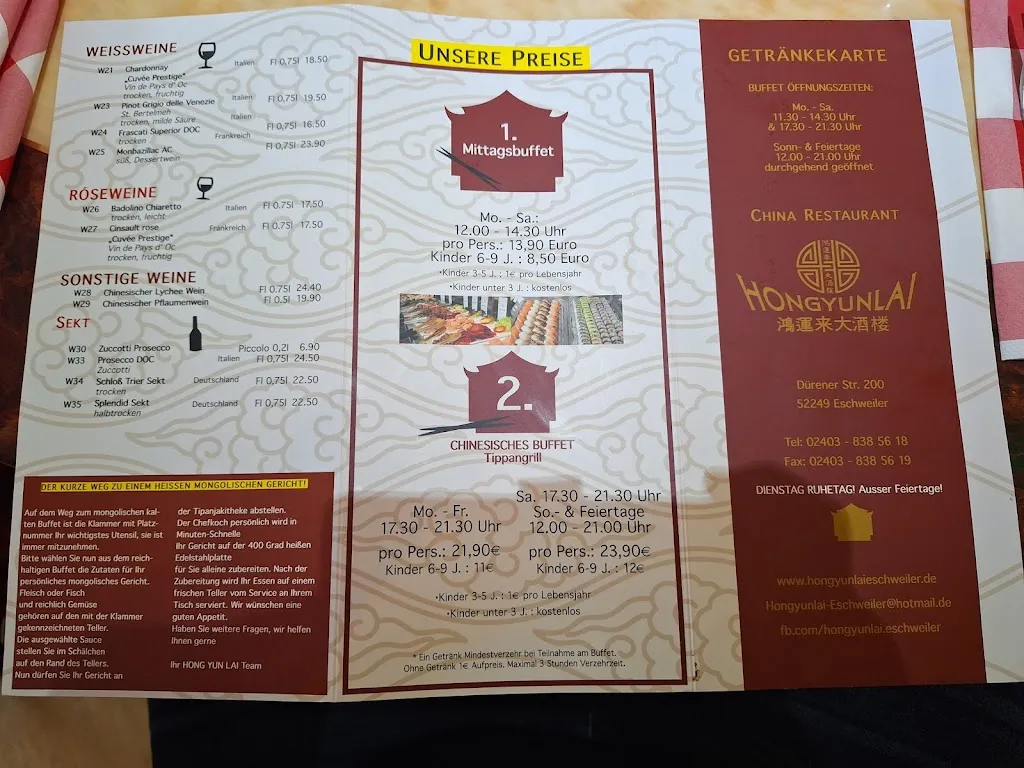 WEISSWEINE
W21 Chardonnay Italien Fl 0,75l 18.50
„Cuvée Prestige"
Vin de Pays d' Oc
trocken, fruchtig
W23 Pinot Grigio delle Venezie Italien Fl 0,75l 19.50
St. Bertelmeh
trocken, milde Säure
W24 Frascati Superior DOC Italien Fl 0,75l 16.50
trocken
W25 Monbazillac AC Frankreich Fl 0,75l 23.90
süß, Dessertwein
RÓSEWEINE
W26 Badolino Chiaretto Italien Fl 0.75l 17.50
trocken, leicht
W27 Cinsault rose Frankreich Fl 0,75l 17.50
„Cuvée Prestige"
Vin de Pays d' Oc
trocken, fruchtig
SONSTIGE WEINE
W28 Chinesischer Lychee Wein Fl 0.75l 24.40
W29 Chinesischer Pflaumenwein Fl 0.5l 19.90
SEKT
W30 Zuccotti Prosecco Piccolo 0,2l 6.90
W33 Prosecco DOC Italien Fl 0,75l 24.50
Zuccotti
W34 Schloß Trier Sekt Deutschland Fl 0,75l 22.50
trocken
W35 Splendid Sekt Deutschland Fl 0,75l 22.50
halbtrocken
DER KURZE WEG ZU EINEM HEISSEN MONGOLISCHEN GERICHT!
Auf dem Weg zum mongolischen kal-
ten Buffet ist die Klammer mit Platz-
nummer Ihr wichtigstes Utensil, sie ist
immer mitzunehmen.
Bitte wählen Sie nun aus dem reich-
haltigen Buffet die Zutaten für Ihr
persönliches mongolisches Gericht.
Fleisch oder Fisch
und reichlich Gemüse
gehören auf den mit der Klammer
gekennzeichneten Teller.
Die ausgewählte Sauce
stellen Sie im Schälchen
auf den Rand des Tellers.
Nun dürfen Sie Ihr Gericht an
der Tipanjakitheke abstellen.
Der Chefkoch persönlich wird in
Minuten-Schnelle
Ihr Gericht auf der 400 Grad heißen
Edelstahlplatte
für Sie alleine zubereiten. Nach der
Zubereitung wird Ihr Essen auf einem
frischen Teller vom Service an Ihrem
Tisch serviert. Wir wünschen eine
guten Appetit.
Haben Sie weitere Fragen, wir helfen
Ihnen gerne
Ihr HONG YUN LAI Team
UNSERE PREISE
1.
Mittagsbuffet
Mo. - Sa.:
12.00 - 14.30 Uhr
pro Pers.: 13,90 Euro
Kinder 6-9 J. : 8,50 Euro
•Kinder 3-5 J. : 1€ pro Lebensjahr
•Kinder unter 3 J. : kostenlos
2.
CHINESISCHES BUFFET
Tippangrill
Mo. - Fr.
17.30 - 21.30 Uhr
pro Pers.: 21,90€
Kinder 6-9 J. : 11€
Sa. 17.30 - 21.30 Uhr
So.- & Feiertage
12.00 - 21.00 Uhr
pro Pers.: 23,90€
Kinder 6-9 J. : 12€
•Kinder 3-5 J. : 1€ pro Lebensjahr
•Kinder unter 3 J. : kostenlos
* Ein Getränk Mindestverzehr bei Teilnahme am Buffet.
Ohne Getränk 1€ Aufpreis. Maximal 3 Stunden Verzehrzeit.
GETRÄNKEKARTE
BUFFET ÖFFNUNGSZEITEN:
Mo. - Sa.
11.30 - 14.30 Uhr
& 17.30 - 21.30 Uhr
Sonn- & Feiertage
12.00 - 21.00 Uhr
durchgehend geöffnet
CHINA RESTAURANT
HONGYUNLAI
鴻運来大酒楼
Dürener Str. 200
52249 Eschweiler
Tel: 02403 - 838 56 18
Fax: 02403 - 838 56 19
DIENSTAG RUHETAG! Ausser Feiertage!
www.hongyunlaieschweiler.de
Hongyunlai-Eschweiler@hotmail.de
fb.com/hongyunlai.eschweiler